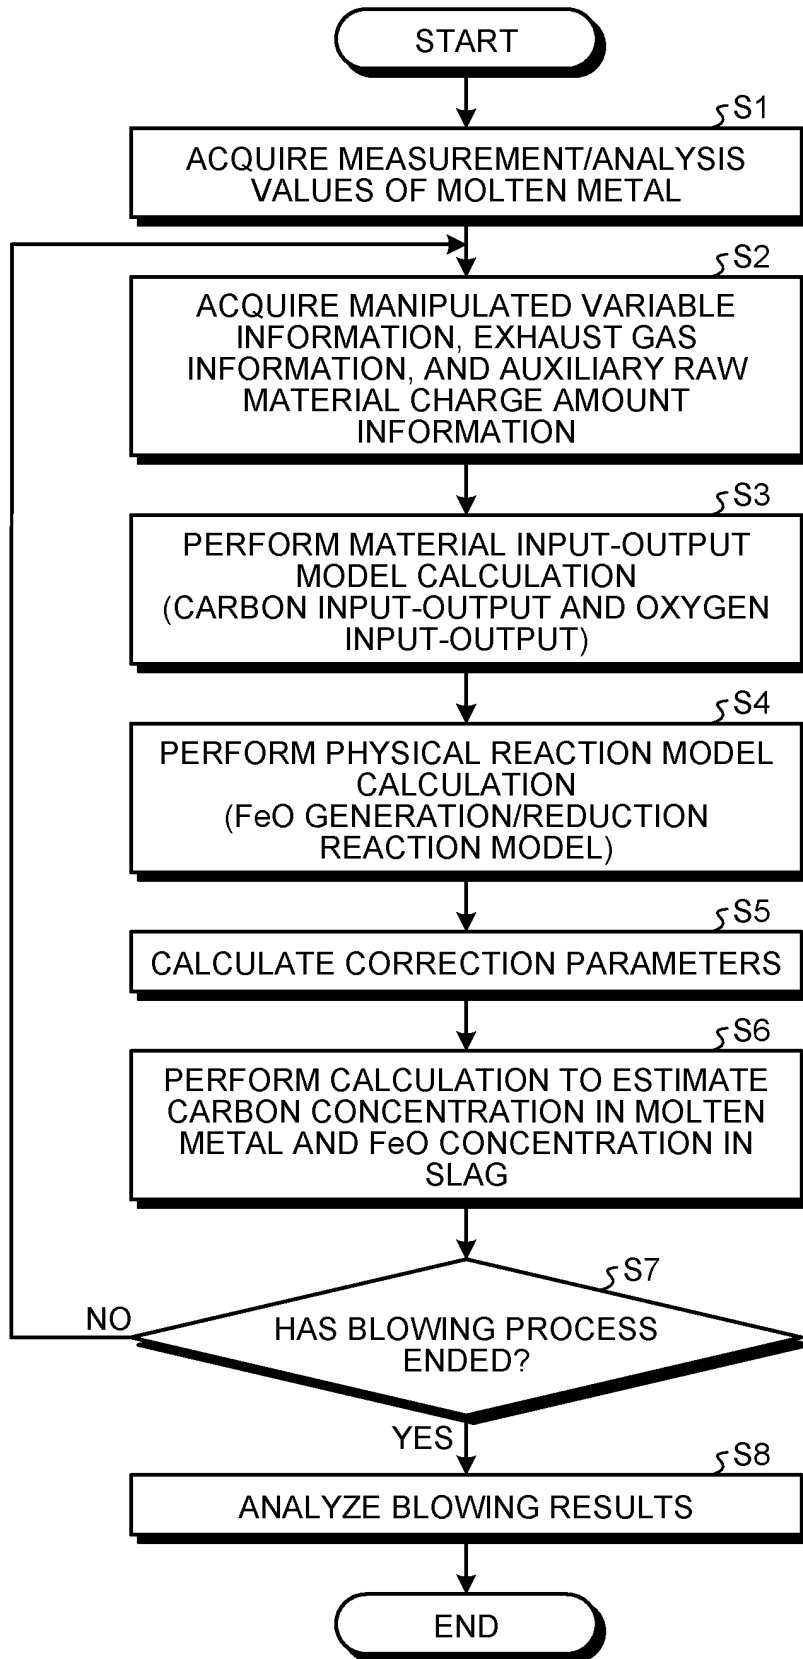 START
S1
ACQUIRE MEASUREMENT/ANALYSIS
VALUES OF MOLTEN METAL
S2
ACQUIRE MANIPULATED VARIABLE
INFORMATION, EXHAUST GAS
INFORMATION, AND AUXILIARY RAW
MATERIAL CHARGE AMOUNT
INFORMATION
S3
PERFORM MATERIAL INPUT-OUTPUT
MODEL CALCULATION
(CARBON INPUT-OUTPUT AND OXYGEN
INPUT-OUTPUT)
S4
PERFORM PHYSICAL REACTION MODEL
CALCULATION
(FeO GENERATION/REDUCTION
REACTION MODEL)
S5
CALCULATE CORRECTION PARAMETERS
S6
PERFORM CALCULATION TO ESTIMATE
CARBON CONCENTRATION IN MOLTEN
METAL AND FeO CONCENTRATION IN
SLAG
S7
NO
HAS BLOWING PROCESS
ENDED?
YES
S8
ANALYZE BLOWING RESULTS
END